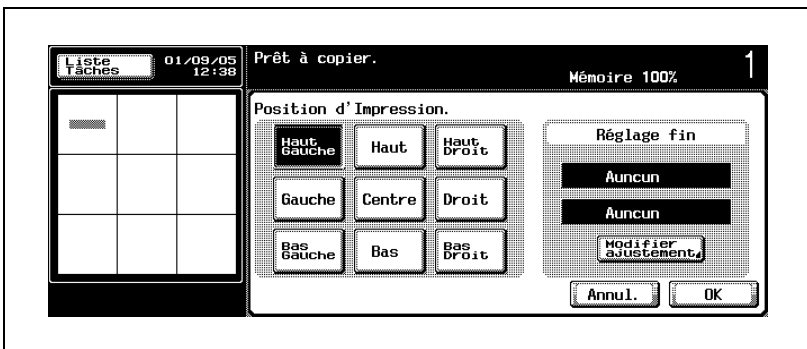 Liste
Tâches
01/09/05
12:38
Prêt à copier.
Mémoire 100%
1
Position d'Impression.
Haut
Gauche
Haut
Haut
Droit
Gauche
Centre
Droit
Bas
Gauche
Bas
Bas
Droit
Réglage fin
Auncun
Auncun
Modifier
ajustement
Annul.
OK